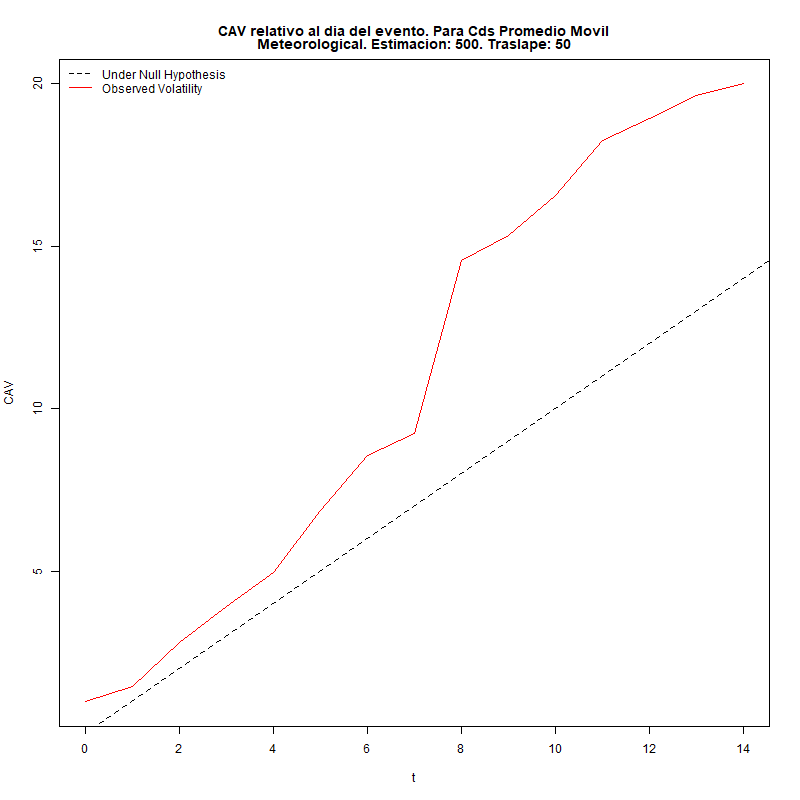 CAV relativo al dia del evento. Para Cds Promedio Movil
Meteorological. Estimacion: 500. Traslape: 50
Under Null Hypothesis
Observed Volatility
20
15
10
5
CAV
0 2 4 6 8 10 12 14
t